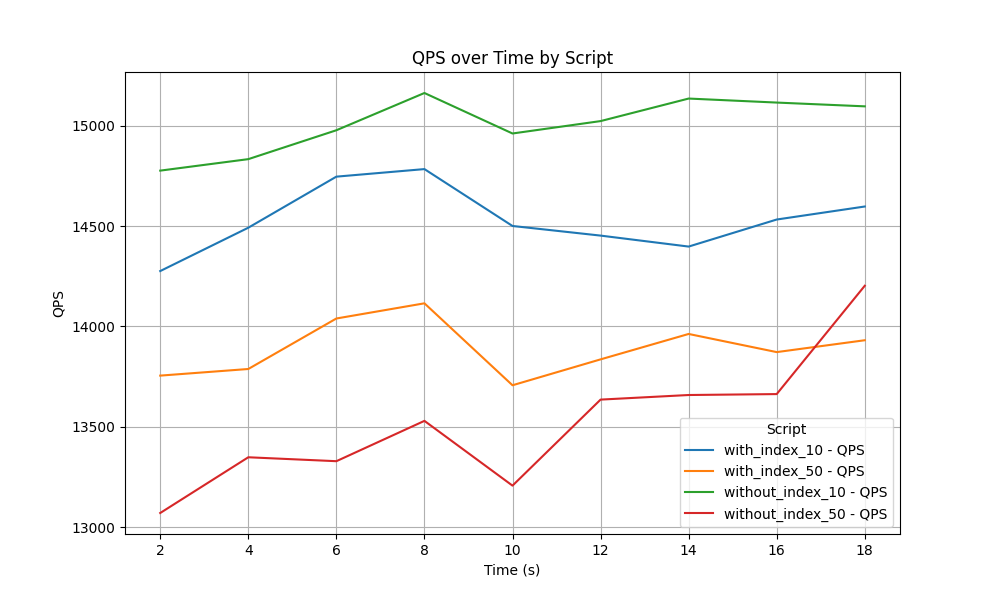 QPS over Time by Script
QPS
15000
14500
14000
13500
13000
2 4 6 8 10 12 14 16 18
Time (s)
Script
with_index_10 - QPS
with_index_50 - QPS
without_index_10 - QPS
without_index_50 - QPS